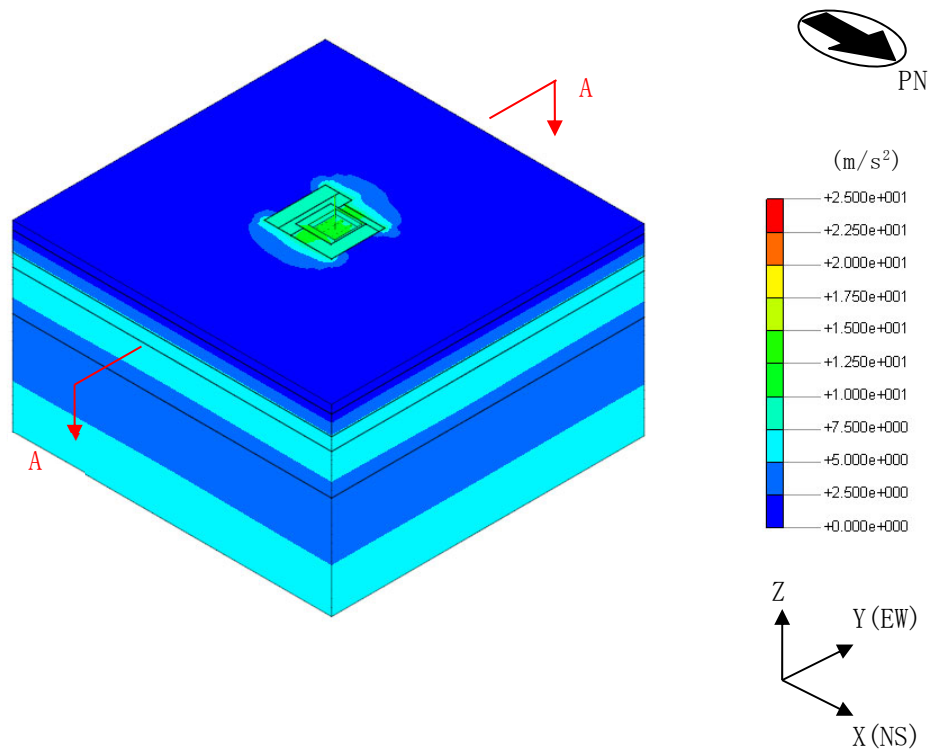 PN
A
(m/s²)
+2.500e+001
+2.250e+001
+2.000e+001
+1.750e+001
+1.500e+001
+1.250e+001
+1.000e+001
+7.500e+000
+5.000e+000
+2.500e+000
+0.000e+000
A
Z
Y(EW)
X(NS)